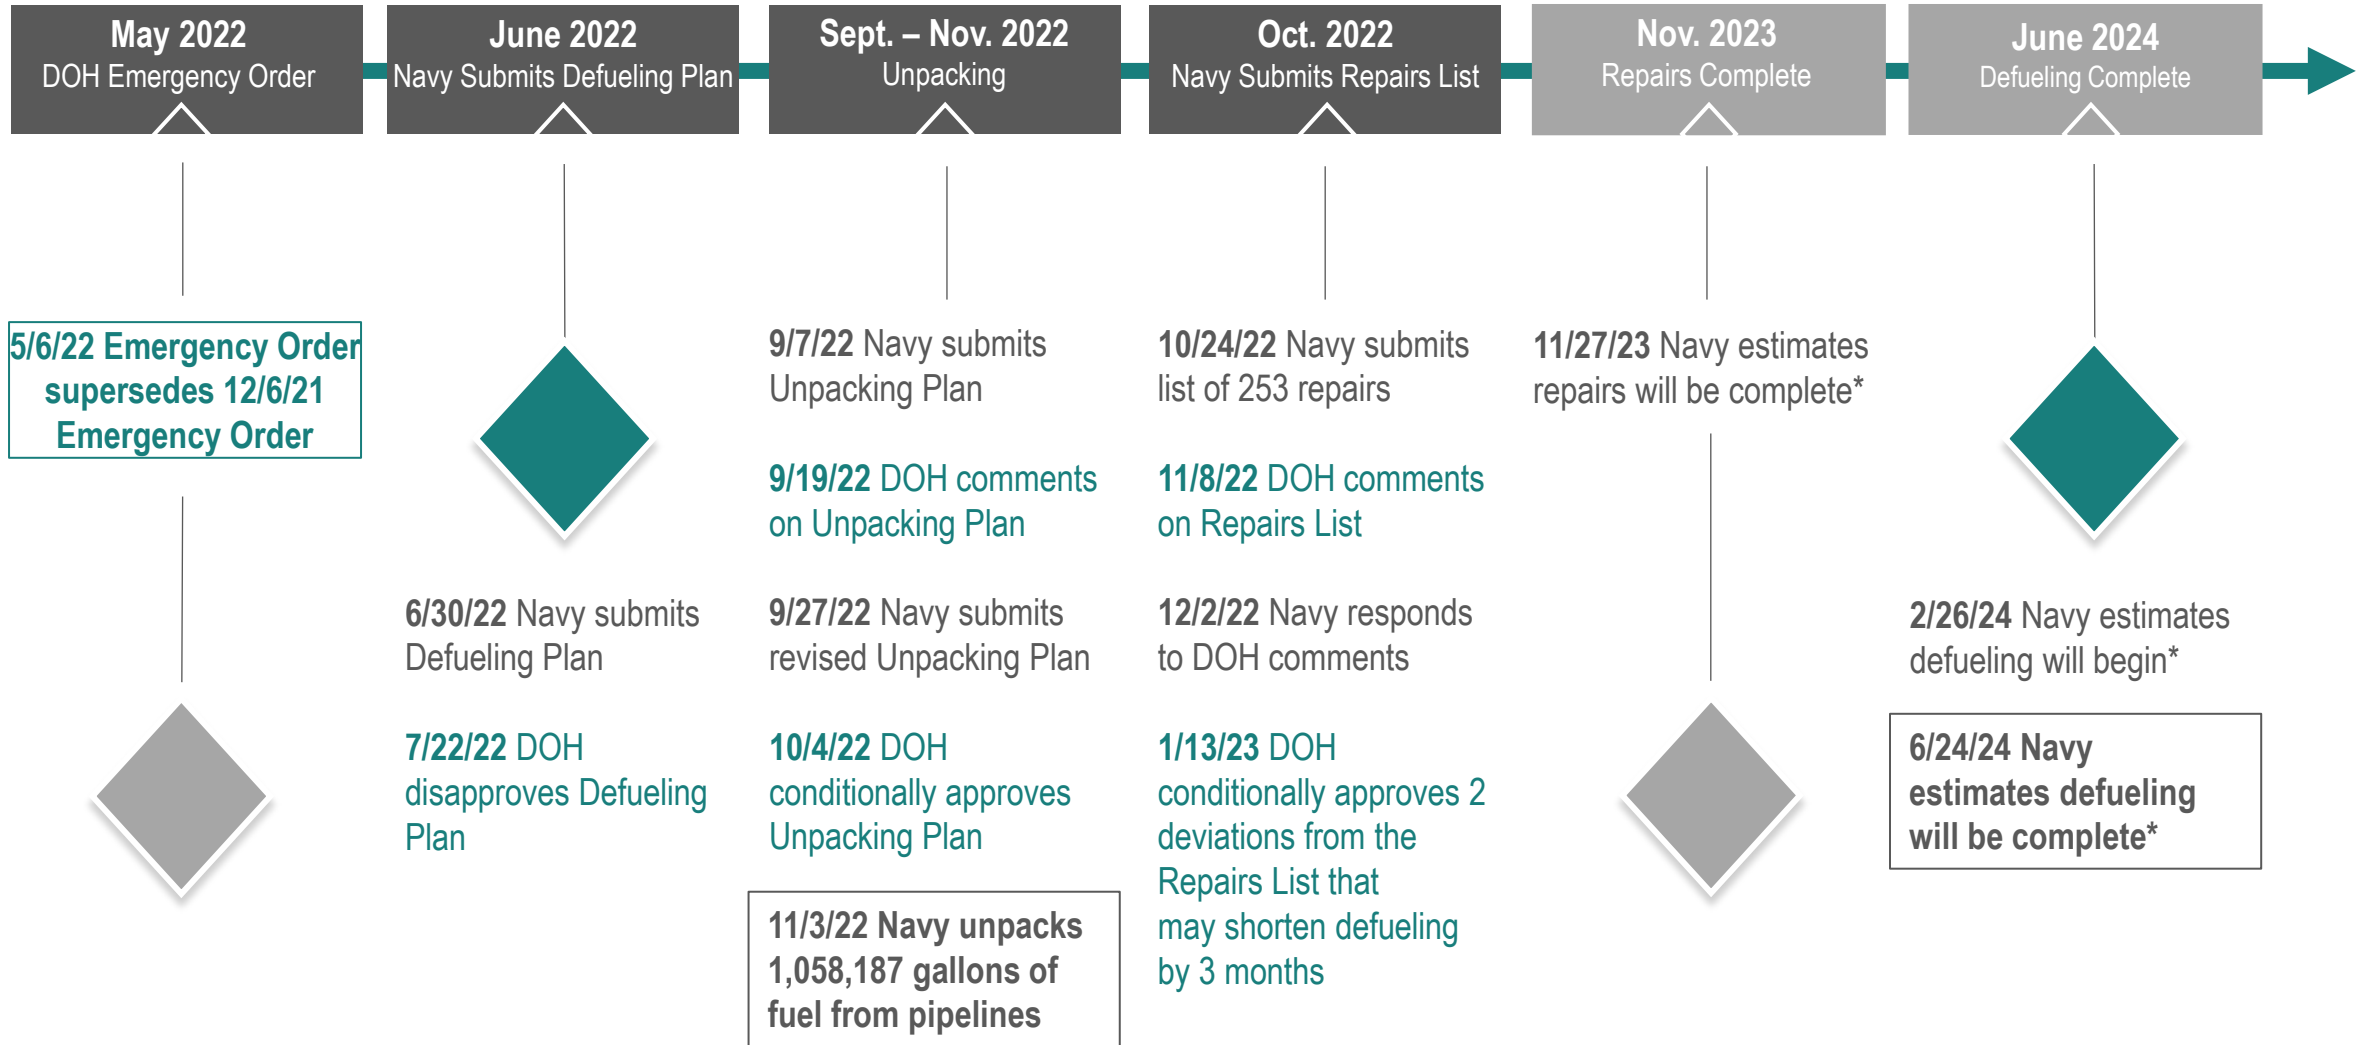 May 2022
DOH Emergency Order
June 2022
Navy Submits Defueling Plan
Sept. – Nov. 2022
Unpacking
Oct. 2022
Navy Submits Repairs List
Nov. 2023
Repairs Complete
June 2024
Defueling Complete
5/6/22 Emergency Order
supersedes 12/6/21
Emergency Order
6/30/22 Navy submits
Defueling Plan
7/22/22 DOH
disapproves Defueling
Plan
9/7/22 Navy submits
Unpacking Plan
9/19/22 DOH comments
on Unpacking Plan
9/27/22 Navy submits
revised Unpacking Plan
10/4/22 DOH
conditionally approves
Unpacking Plan
11/3/22 Navy unpacks
1,058,187 gallons of
fuel from pipelines
10/24/22 Navy submits
list of 253 repairs
11/8/22 DOH comments
on Repairs List
12/2/22 Navy responds
to DOH comments
1/13/23 DOH
conditionally approves 2
deviations from the
Repairs List that
may shorten defueling
by 3 months
11/27/23 Navy estimates
repairs will be complete*
2/26/24 Navy estimates
defueling will begin*
6/24/24 Navy
estimates defueling
will be complete*